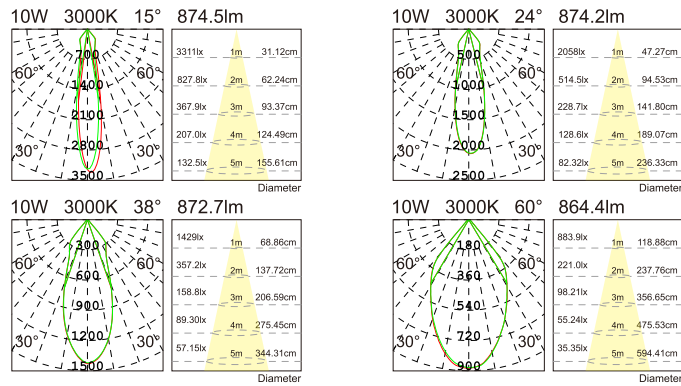 10W 3000K 15° 874.5lm
700
1400
2100
2800
3500
60° 60°
30° 30°
3311lx 1m 31.12cm
827.8lx 2m 62.24cm
367.9lx 3m 93.37cm
207.0lx 4m 124.49cm
132.5lx 5m 155.61cm
Diameter
10W 3000K 24° 874.2lm
500
1000
1500
2000
2500
60° 60°
30° 30°
2058lx 1m 47.27cm
514.5lx 2m 94.53cm
228.7lx 3m 141.80cm
128.6lx 4m 189.07cm
82.32lx 5m 236.33cm
Diameter
10W 3000K 38° 872.7lm
300
600
900
1200
1500
60° 60°
30° 30°
1429lx 1m 68.86cm
357.2lx 2m 137.72cm
158.8lx 3m 206.59cm
89.30lx 4m 275.45cm
57.15lx 5m 344.31cm
Diameter
10W 3000K 60° 864.4lm
180
360
540
720
900
60° 60°
30° 30°
883.9lx 1m 118.88cm
221.0lx 2m 237.76cm
98.21lx 3m 356.65cm
55.24lx 4m 475.53cm
35.35lx 5m 594.41cm
Diameter